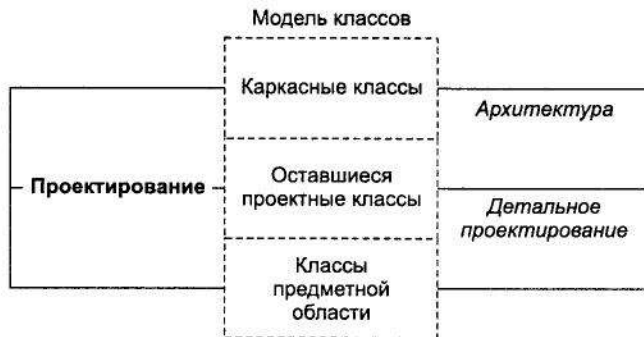 Модель классов
Каркасные классы
Архитектура
Проектирование
Оставшиеся
проектные классы
Детальное
проектирование
Классы
предметной
области